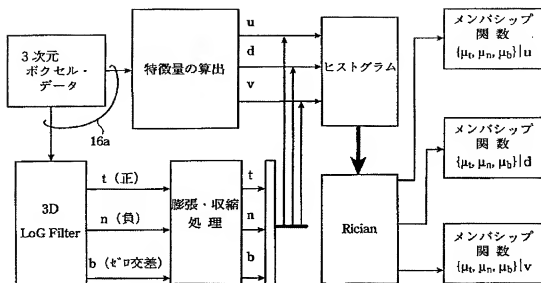 3次元
ボクセル・
データ
16a
特徴量の算出
u
d
v
ヒストグラム
メンバシップ
関数
{μt, μn, μb}|u
メンバシップ
関数
{μt, μn, μb}|d
メンバシップ
関数
{μt, μn, μb}|v
3D
LoG Filter
t (正)
n (負)
b (ゼロ交差)
膨張・収縮
処理
t
n
b
Rician